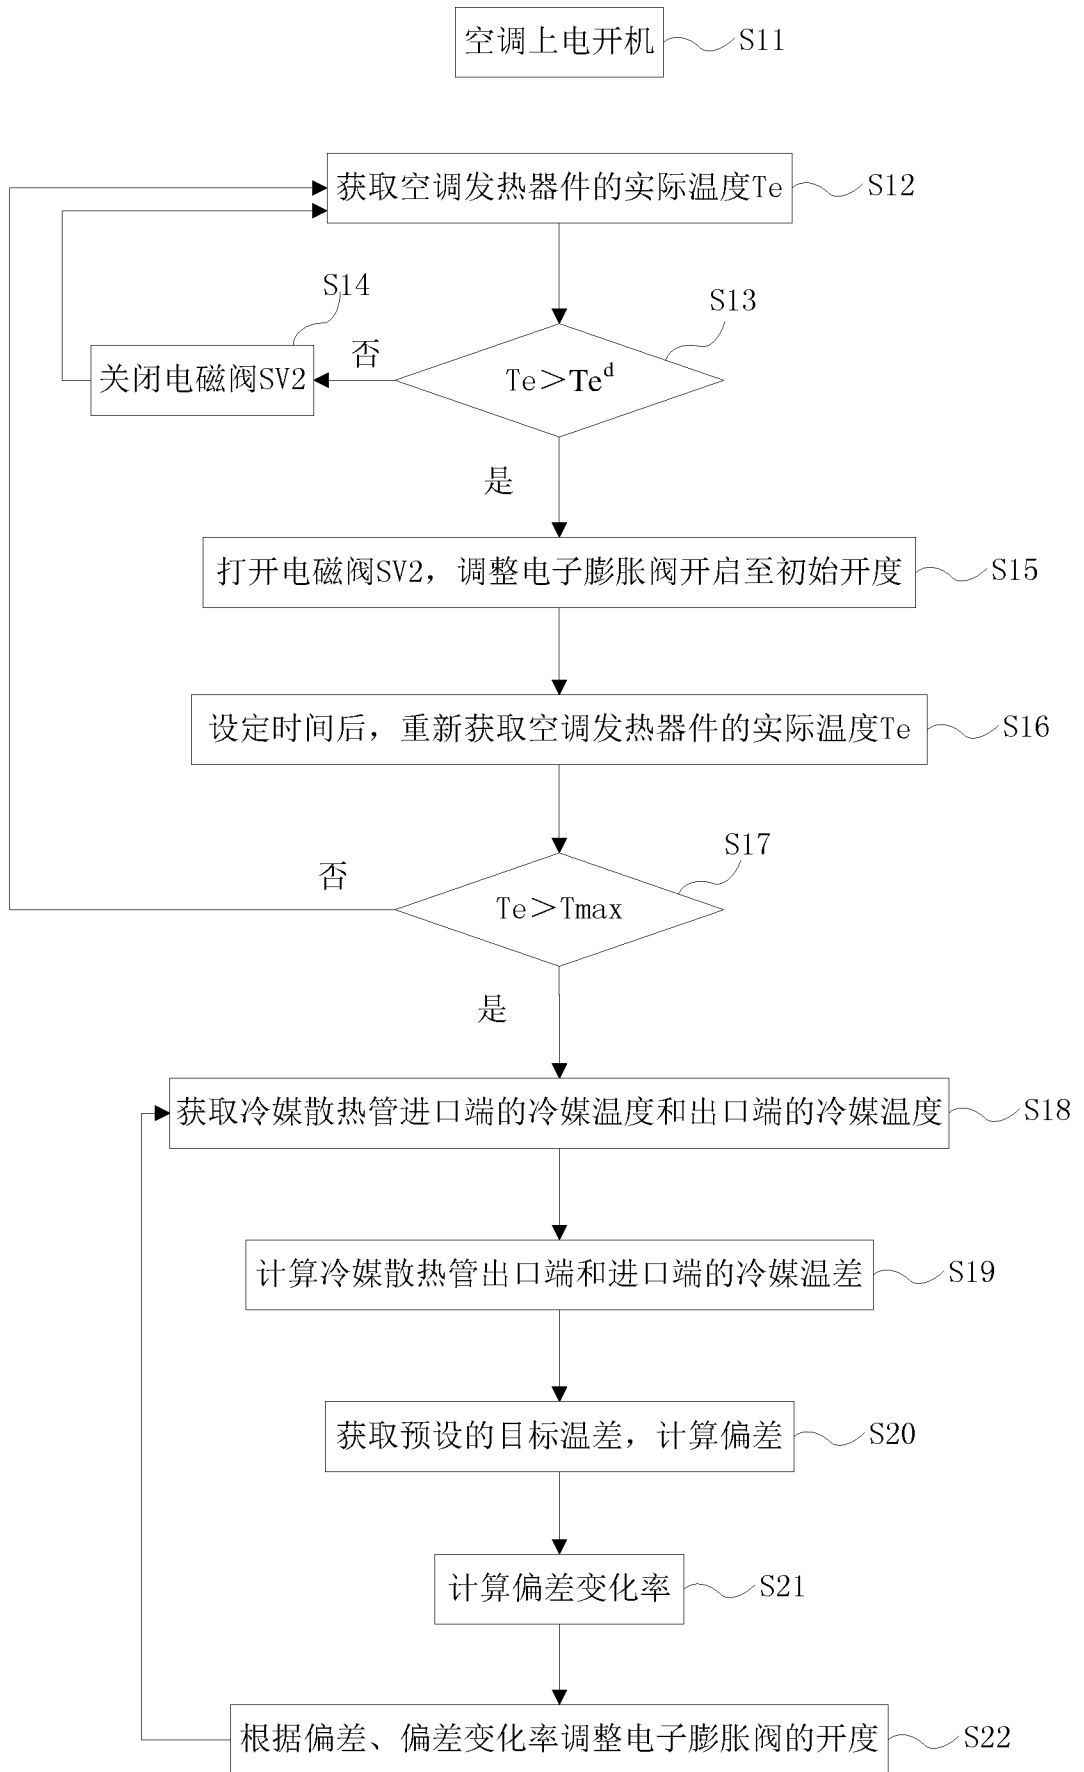 空调上电开机
S11
获取空调发热器件的实际温度Te
S12
S14
S13
否
关闭电磁阀SV2
Te＞Teᵈ
是
打开电磁阀SV2，调整电子膨胀阀开启至初始开度
S15
设定时间后，重新获取空调发热器件的实际温度Te
S16
S17
否
Te＞Tmax
是
获取冷媒散热管进口端的冷媒温度和出口端的冷媒温度
S18
计算冷媒散热管出口端和进口端的冷媒温差
S19
获取预设的目标温差，计算偏差
S20
计算偏差变化率
S21
根据偏差、偏差变化率调整电子膨胀阀的开度
S22